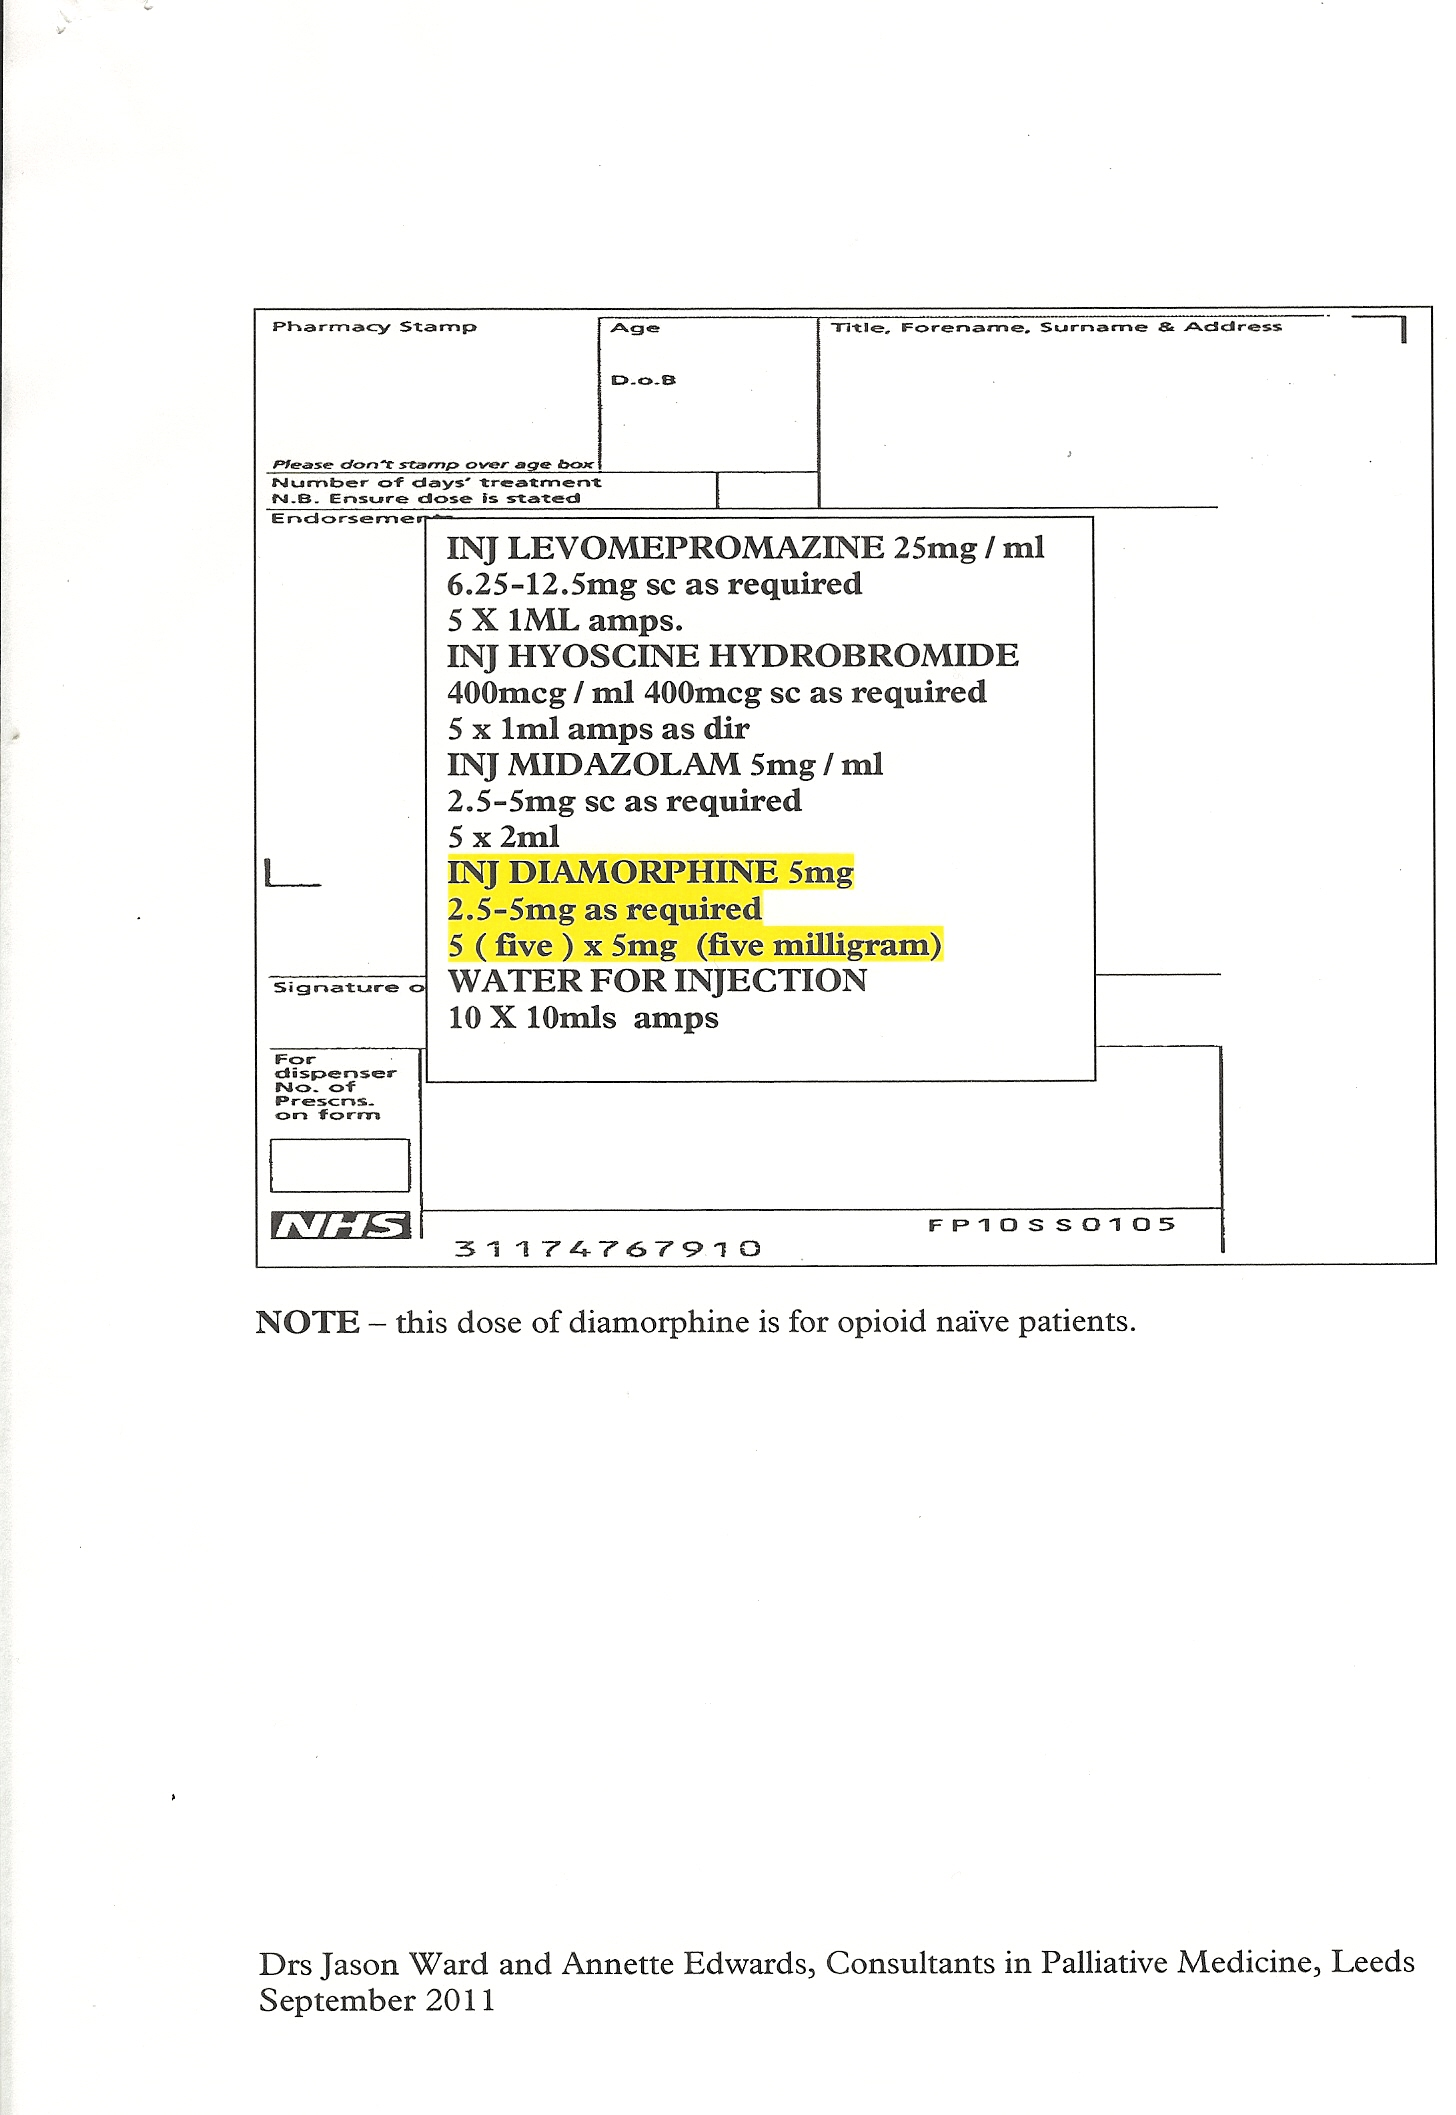 Pharmacy Stamp
Age
Title, Forename, Surname & Address
D.o.B
Please don't stamp over age box
Number of days' treatment
N.B. Ensure dose is stated
Endorsement
INJ LEVOMEPROMAZINE 25mg / ml
6.25-12.5mg sc as required
5 X 1ML amps.
INJ HYOSCINE HYDROBROMIDE
400mcg / ml 400mcg sc as required
5 x 1ml amps as dir
INJ MIDAZOLAM 5mg / ml
2.5-5mg sc as required
5 x 2ml
INJ DIAMORPHINE 5mg
2.5-5mg as required
5 ( five ) x 5mg (five milligram)
WATER FOR INJECTION
10 X 10mls amps
Signature o
For
dispenser
No. of
Prescns.
on form
NHS
FP10SS0105
31174767910
NOTE – this dose of diamorphine is for opioid naïve patients.
Drs Jason Ward and Annette Edwards, Consultants in Palliative Medicine, Leeds
September 2011